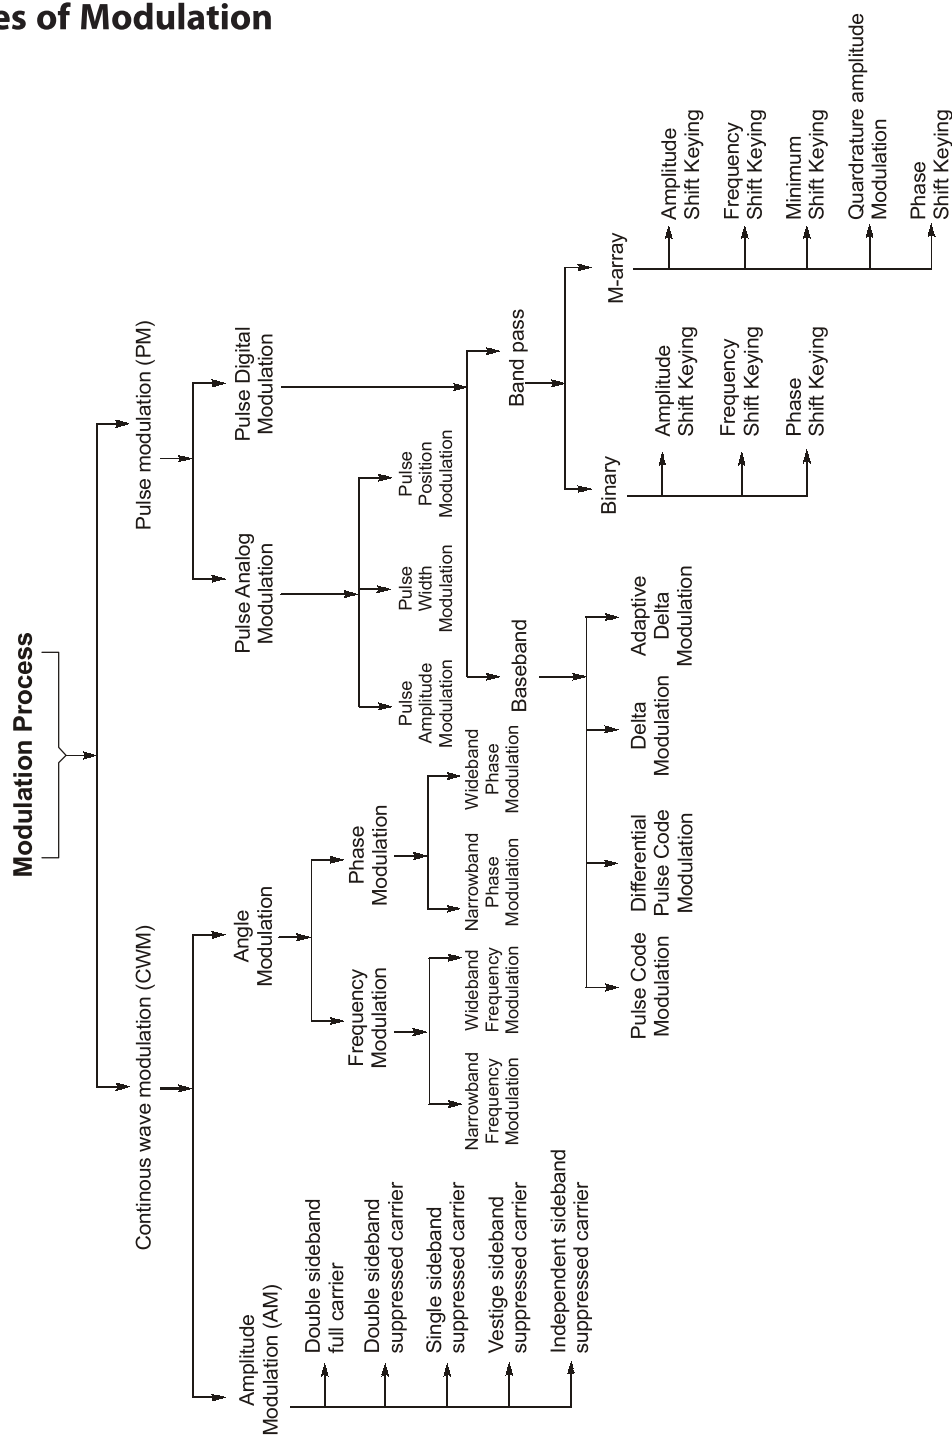 es of Modulation
Modulation Process
Continous wave modulation (CWM)
Pulse modulation (PM)
Amplitude
Modulation (AM)
Angle
Modulation
Pulse Analog
Modulation
Pulse Digital
Modulation
Double sideband
full carrier
Double sideband
suppressed carrier
Single sideband
suppressed carrier
Vestige sideband
suppressed carrier
Independent sideband
suppressed carrier
Frequency
Modulation
Phase
Modulation
Narrowband
Frequency
Modulation
Wideband
Frequency
Modulation
Narrowband
Phase
Modulation
Wideband
Phase
Modulation
Pulse
Amplitude
Modulation
Pulse
Width
Modulation
Pulse
Position
Modulation
Baseband
Band pass
Pulse Code
Modulation
Differential
Pulse Code
Modulation
Delta
Modulation
Adaptive
Delta
Modulation
Binary
M-array
Amplitude
Shift Keying
Frequency
Shift Keying
Phase
Shift Keying
Amplitude
Shift Keying
Frequency
Shift Keying
Minimum
Shift Keying
Quardrature amplitude
Modulation
Phase
Shift Keying